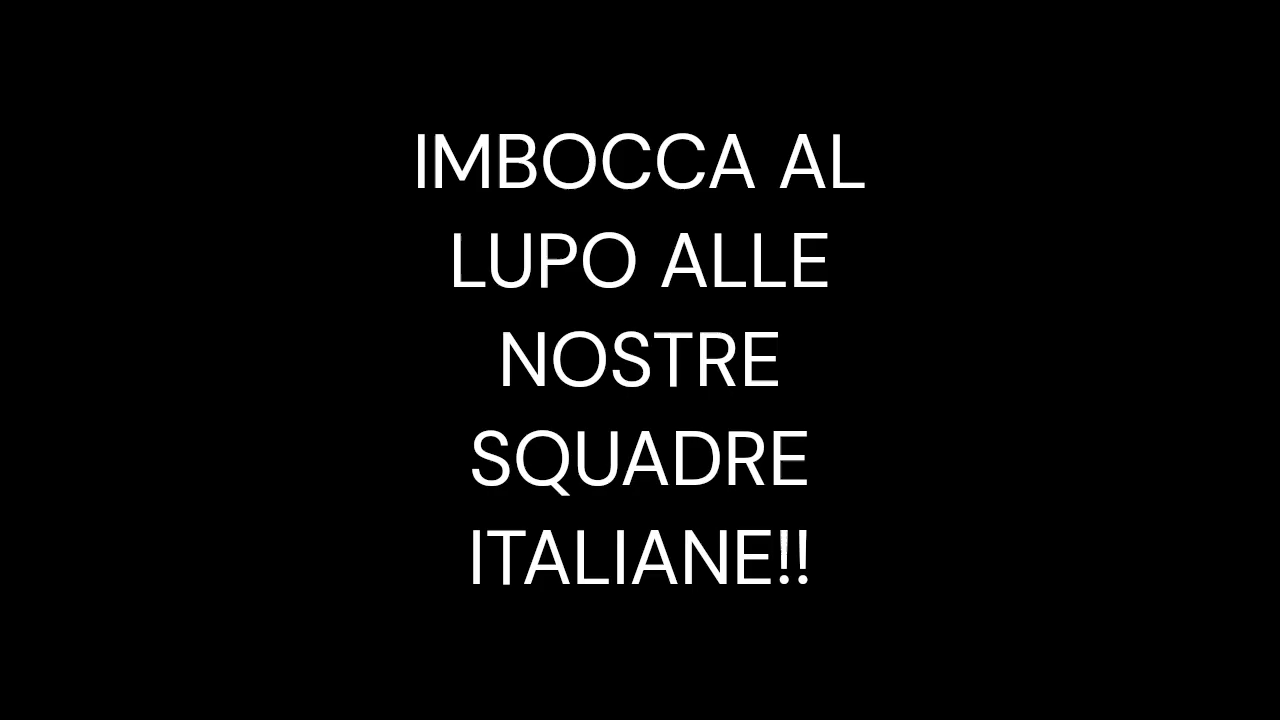 IMBOCCA AL
LUPO ALLE
NOSTRE
SQUADRE
ITALIANE!!